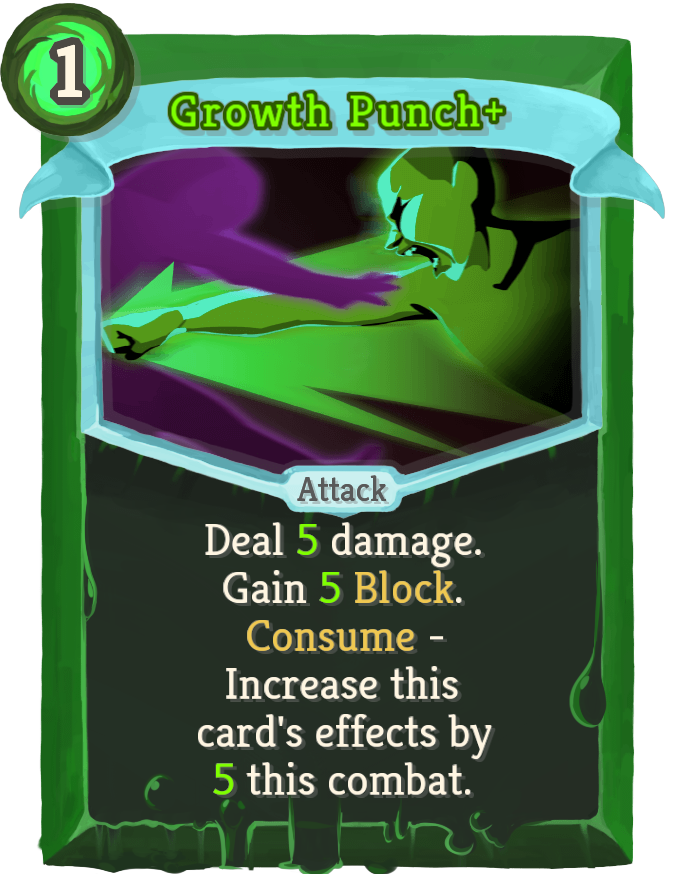 1
Growth Punch+
Attack
Deal 5 damage.
Gain 5 Block.
Consume -
Increase this
card's effects by
5 this combat.